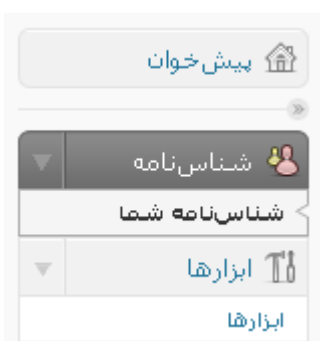 پیش‌خوان
شناس‌نامه
شناس‌نامه شما
ابزارها
ابزارها